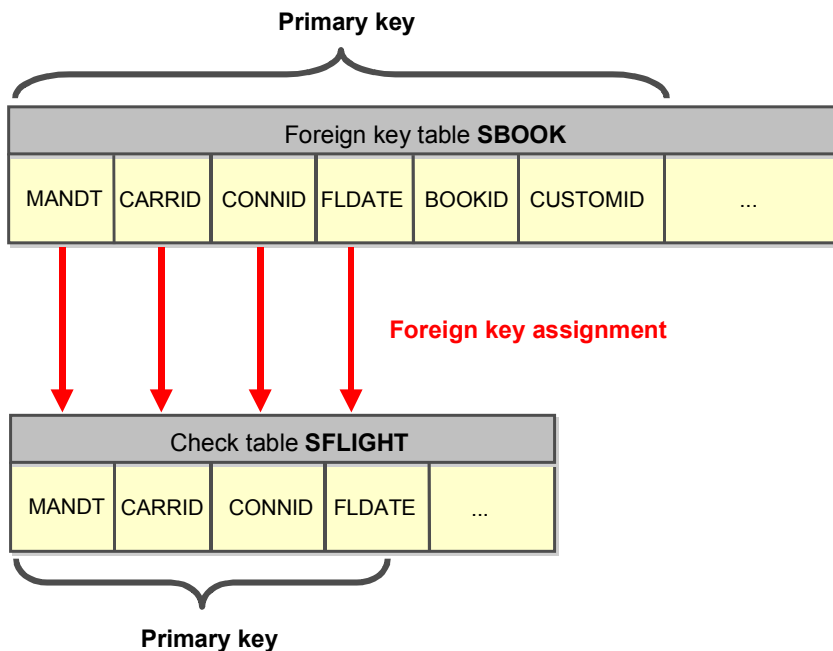 Primary key
Foreign key table SBOOK
MANDT CARRID CONNID FLDATE BOOKID CUSTOMID ...
Foreign key assignment
Check table SFLIGHT
MANDT CARRID CONNID FLDATE ...
Primary key